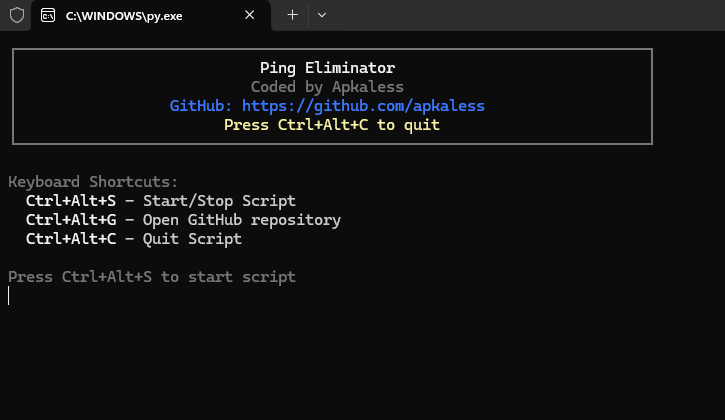 C:\WINDOWS\py.exe
Ping Eliminator
Coded by Apkaless
GitHub: https://github.com/apkaless
Press Ctrl+Alt+C to quit
Keyboard Shortcuts:
Ctrl+Alt+S - Start/Stop Script
Ctrl+Alt+G - Open GitHub repository
Ctrl+Alt+C - Quit Script
Press Ctrl+Alt+S to start script